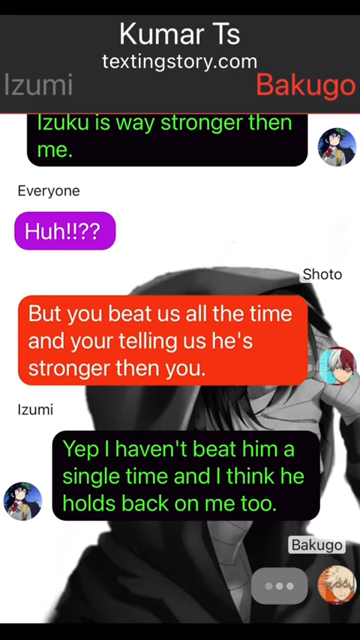 Kumar Ts
textingstory.com
Izumi
Bakugo
Izuku is way stronger then
me.
Everyone
Huh!!??
Shoto
But you beat us all the time
and your telling us he's
stronger then you.
Izumi
Yep I haven't beat him a
single time and I think he
holds back on me too.
Bakugo